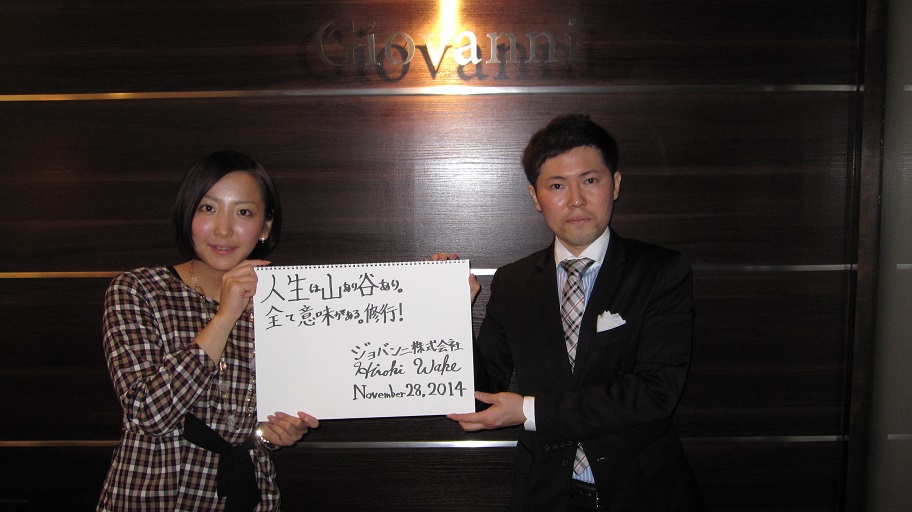 Giovanni
人生は山あり谷あり。
全て意味がある。修行!
ジョバンニ株式会社
Hiroki Wake
November 28, 2014